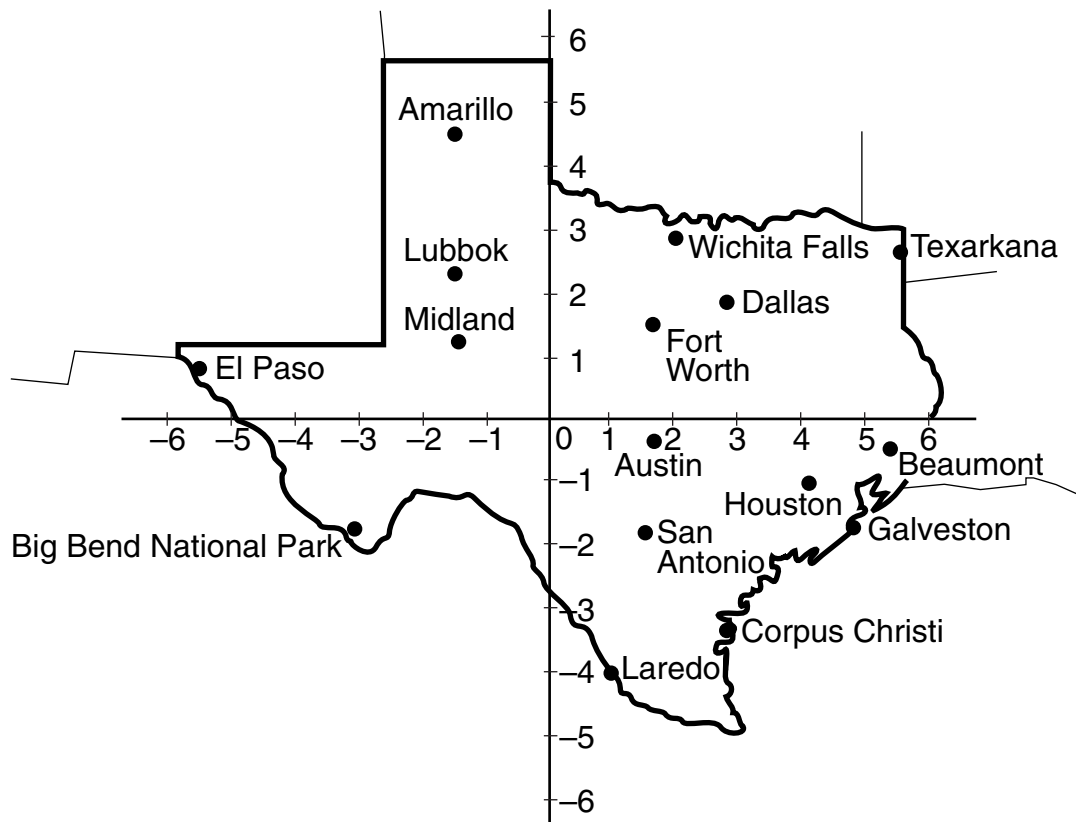 6
5
Amarillo
4
3
Wichita Falls
Texarkana
Lubbok
2
Dallas
Midland
Fort
Worth
1
El Paso
–6 –5 –4 –3 –2 –1 0 1 2 3 4 5 6
Austin
Beaumont
–1
Houston
Galveston
San
Antonio
Big Bend National Park
–2
–3
Corpus Christi
Laredo
–4
–5
–6